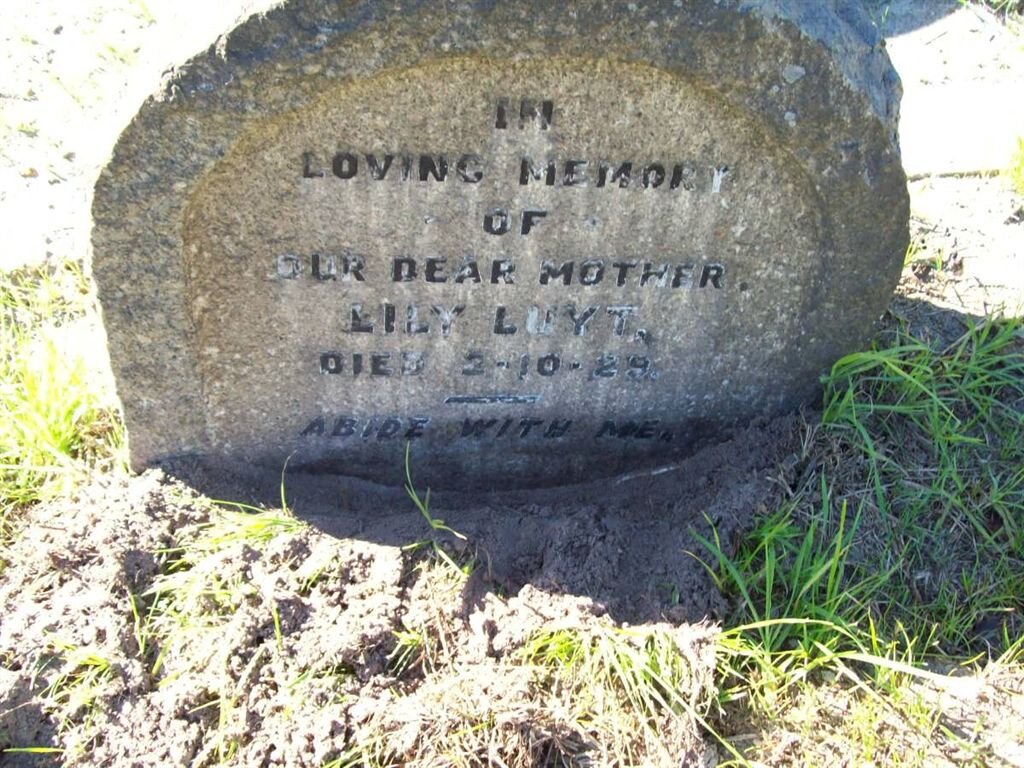 IN
LOVING MEMORY
OF
OUR DEAR MOTHER.
LILY LUYT,
DIED 2-10-29.
ABIDE WITH ME.